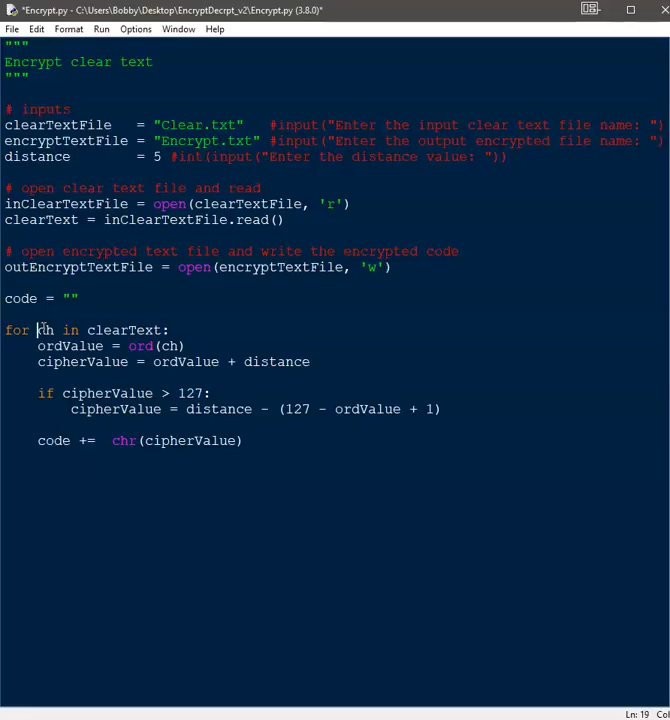 *Encrypt.py - C:\Users\Bobby\Desktop\EncryptDecrpt_v2\Encrypt.py (3.8.0)*
File Edit Format Run Options Window Help
"""
Encrypt clear text
"""
# inputs
clearTextFile = "Clear.txt" #input("Enter the input clear text file name: ")
encryptTextFile = "Encrypt.txt" #input("Enter the output encrypted file name: ")
distance = 5 #int(input("Enter the distance value: "))
# open clear text file and read
inClearTextFile = open(clearTextFile, 'r')
clearText = inClearTextFile.read()
# open encrypted text file and write the encrypted code
outEncryptTextFile = open(encryptTextFile, 'w')
code = ""
for ch in clearText:
    ordValue = ord(ch)
    cipherValue = ordValue + distance
    if cipherValue > 127:
        cipherValue = distance - (127 - ordValue + 1)
    code +=  chr(cipherValue)
Ln: 19 Col